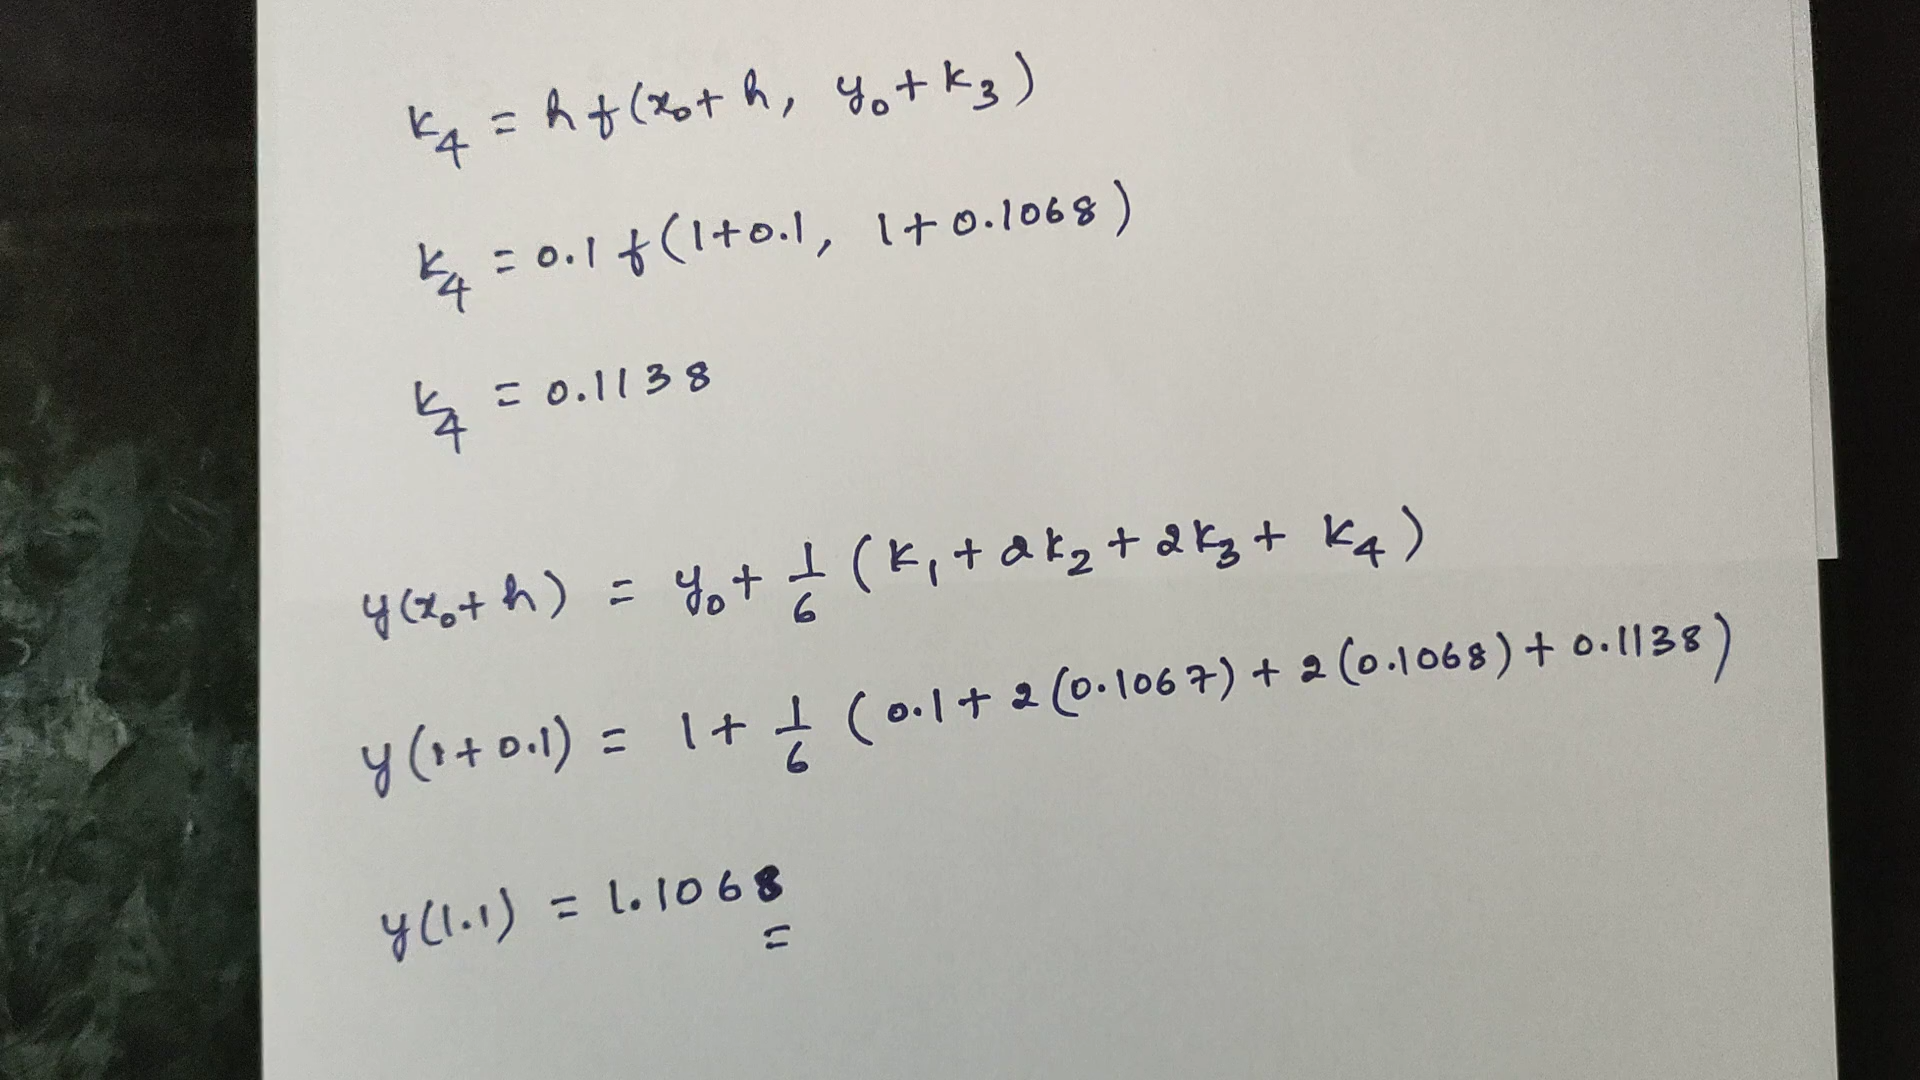 K₄ = h f(x₀ + h, y₀ + K₃)
K₄ = 0.1 f(1+0.1, 1+0.1068)
K₄ = 0.1138
y(x₀ + h) = y₀ + 1/6 (K₁ + 2K₂ + 2K₃ + K₄)
y(1+0.1) = 1 + 1/6 (0.1 + 2(0.1067) + 2(0.1068) + 0.1138)
y(1.1) = 1.1068